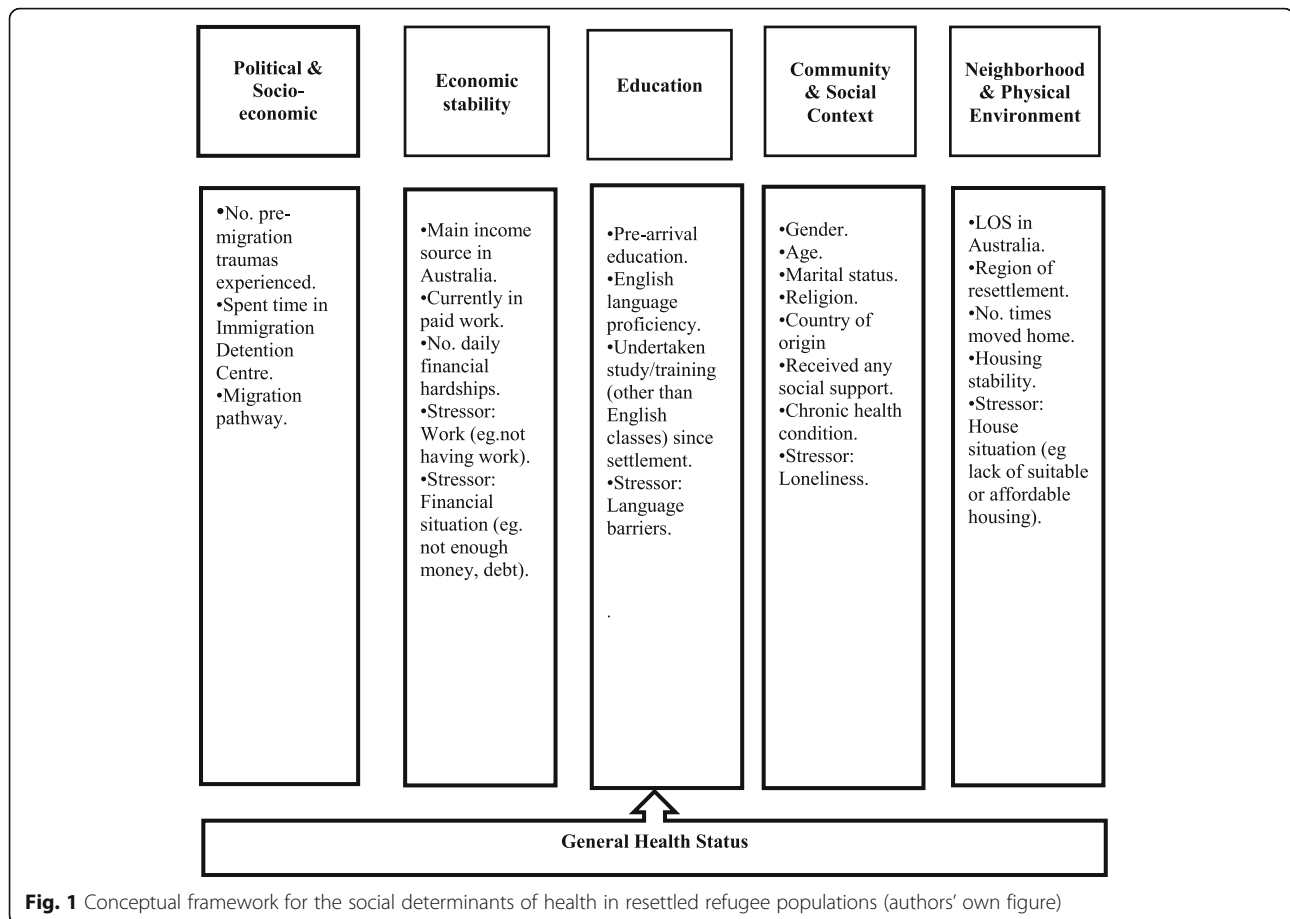 Political &
Socio-
economic
Economic
stability
Education
Community
& Social
Context
Neighborhood
& Physical
Environment
•No. pre-
migration
traumas
experienced.
•Spent time in
Immigration
Detention
Centre.
•Migration
pathway.
•Main income
source in
Australia.
•Currently in
paid work.
•No. daily
financial
hardships.
•Stressor:
Work (eg.not
having work).
•Stressor:
Financial
situation (eg.
not enough
money, debt).
•Pre-arrival
education.
•English
language
proficiency.
•Undertaken
study/training
(other than
English
classes) since
settlement.
•Stressor:
Language
barriers.
.
•Gender.
•Age.
•Marital status.
•Religion.
•Country of
origin
•Received any
social support.
•Chronic health
condition.
•Stressor:
Loneliness.
•LOS in
Australia.
•Region of
resettlement.
•No. times
moved home.
•Housing
stability.
•Stressor:
House
situation (eg
lack of suitable
or affordable
housing).
General Health Status
Fig. 1 Conceptual framework for the social determinants of health in resettled refugee populations (authors' own figure)